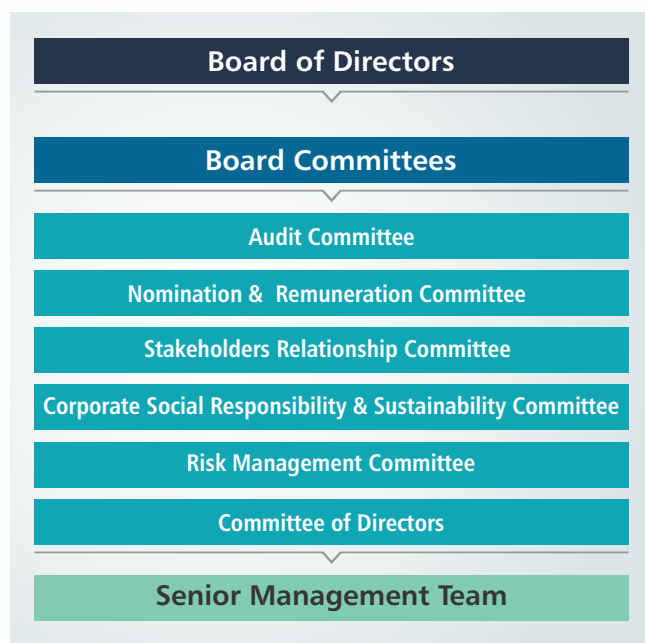 Board of Directors
Board Committees
Audit Committee
Nomination & Remuneration Committee
Stakeholders Relationship Committee
Corporate Social Responsibility & Sustainability Committee
Risk Management Committee
Committee of Directors
Senior Management Team